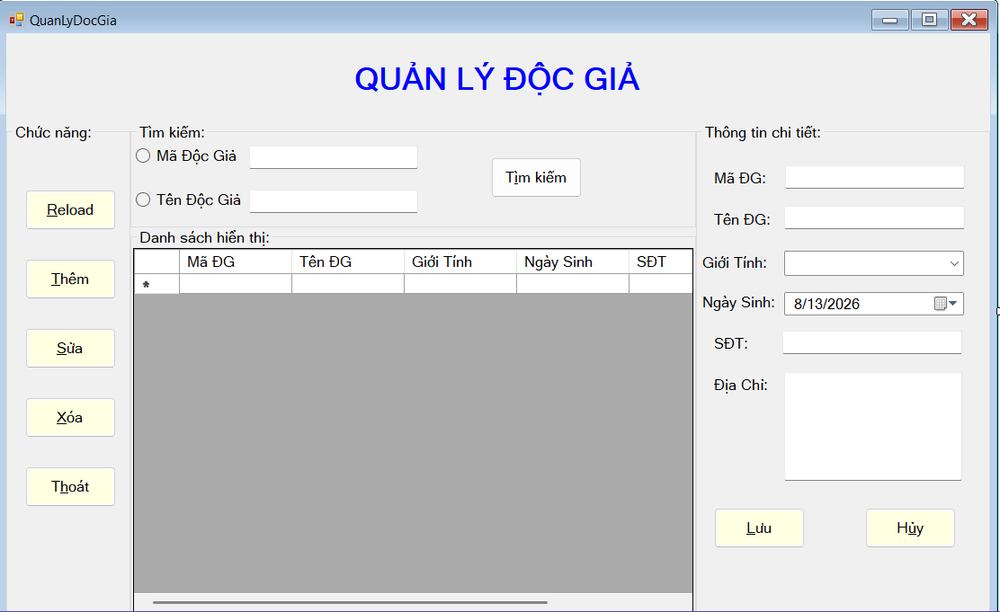 QuanLyDocGia
QUẢN LÝ ĐỘC GIẢ
Chức năng:
Reload
Thêm
Sửa
Xóa
Thoát
Tìm kiếm:
Mã Độc Giả
Tên Độc Giả
Tìm kiếm
Danh sách hiển thị:
Mã ĐG Tên ĐG Giới Tính Ngày Sinh SĐT
*
Thông tin chi tiết:
Mã ĐG:
Tên ĐG:
Giới Tính:
Ngày Sinh: 8/13/2026
SĐT:
Địa Chỉ:
Lưu Hủy